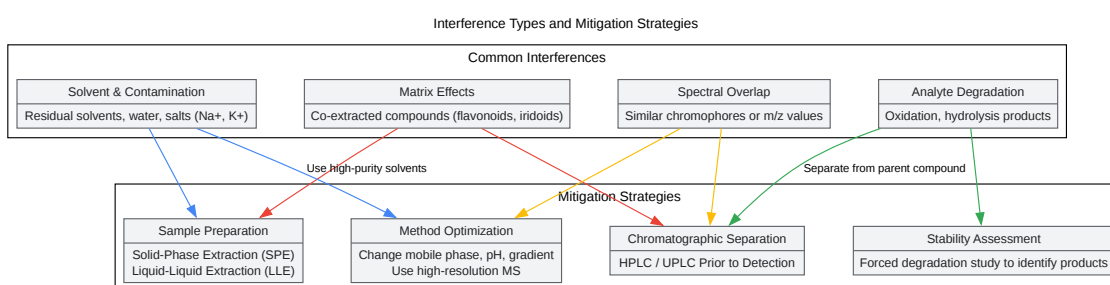 Interference Types and Mitigation Strategies
Common Interferences
Solvent & Contamination
Residual solvents, water, salts (Na+, K+)
Matrix Effects
Co-extracted compounds (flavonoids, iridoids)
Spectral Overlap
Similar chromophores or m/z values
Analyte Degradation
Oxidation, hydrolysis products
Use high-purity solvents
Separate from parent compound
Mitigation Strategies
Sample Preparation
Solid-Phase Extraction (SPE)
Liquid-Liquid Extraction (LLE)
Method Optimization
Change mobile phase, pH, gradient
Use high-resolution MS
Chromatographic Separation
HPLC / UPLC Prior to Detection
Stability Assessment
Forced degradation study to identify products